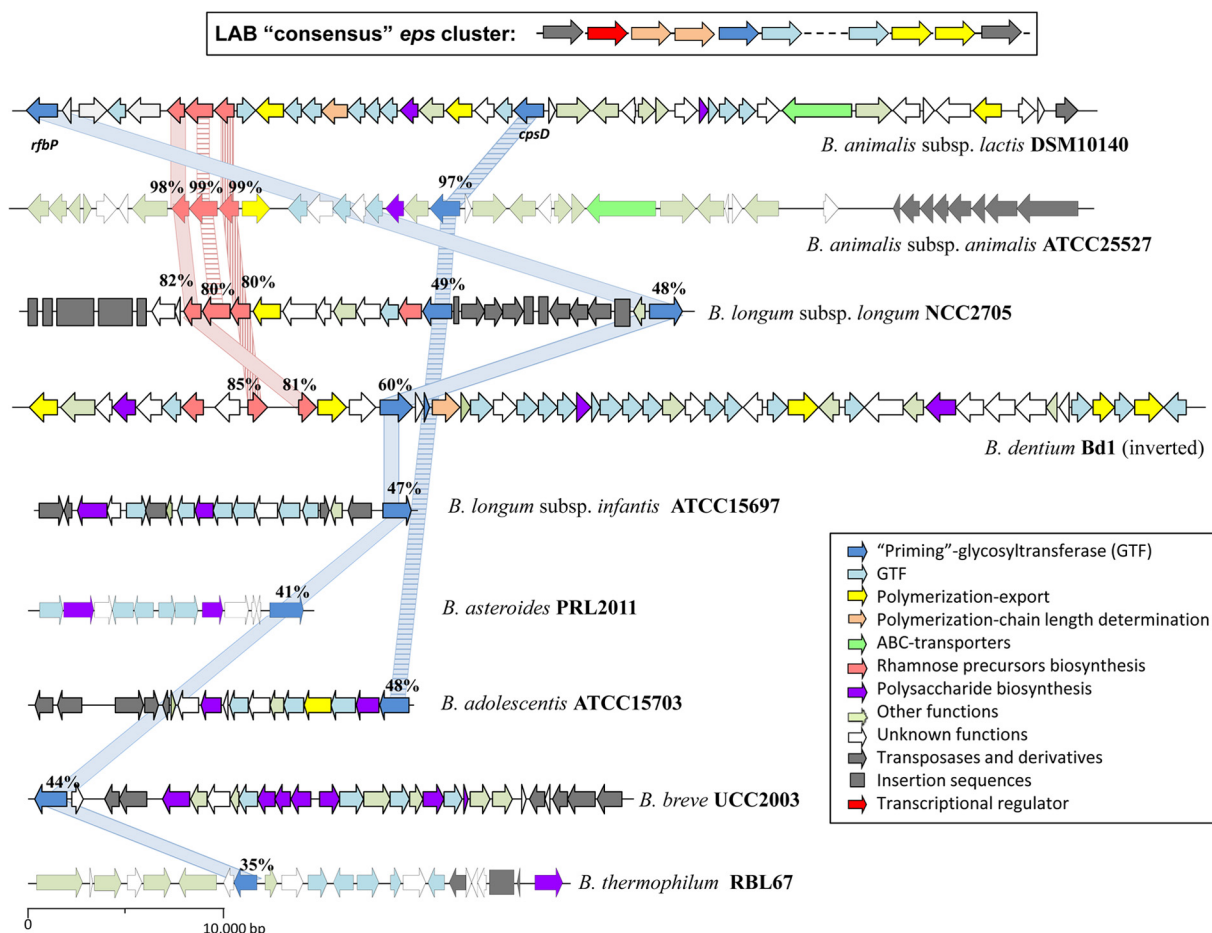 LAB “consensus” eps cluster:
rfbP
cpsD
B. animalis subsp. lactis DSM10140
98% 99% 99% 97%
B. animalis subsp. animalis ATCC25527
82% 80% 80% 49% 48%
B. longum subsp. longum NCC2705
85% 81% 60%
B. dentium Bd1 (inverted)
47%
B. longum subsp. infantis ATCC15697
“Priming”-glycosyltransferase (GTF)
GTF
Polymerization-export
Polymerization-chain length determination
ABC-transporters
Rhamnose precursors biosynthesis
Polysaccharide biosynthesis
Other functions
Unknown functions
Transposases and derivatives
Insertion sequences
Transcriptional regulator
41%
B. asteroides PRL2011
48%
B. adolescentis ATCC15703
44%
B. breve UCC2003
35%
B. thermophilum RBL67
0 10,000 bp